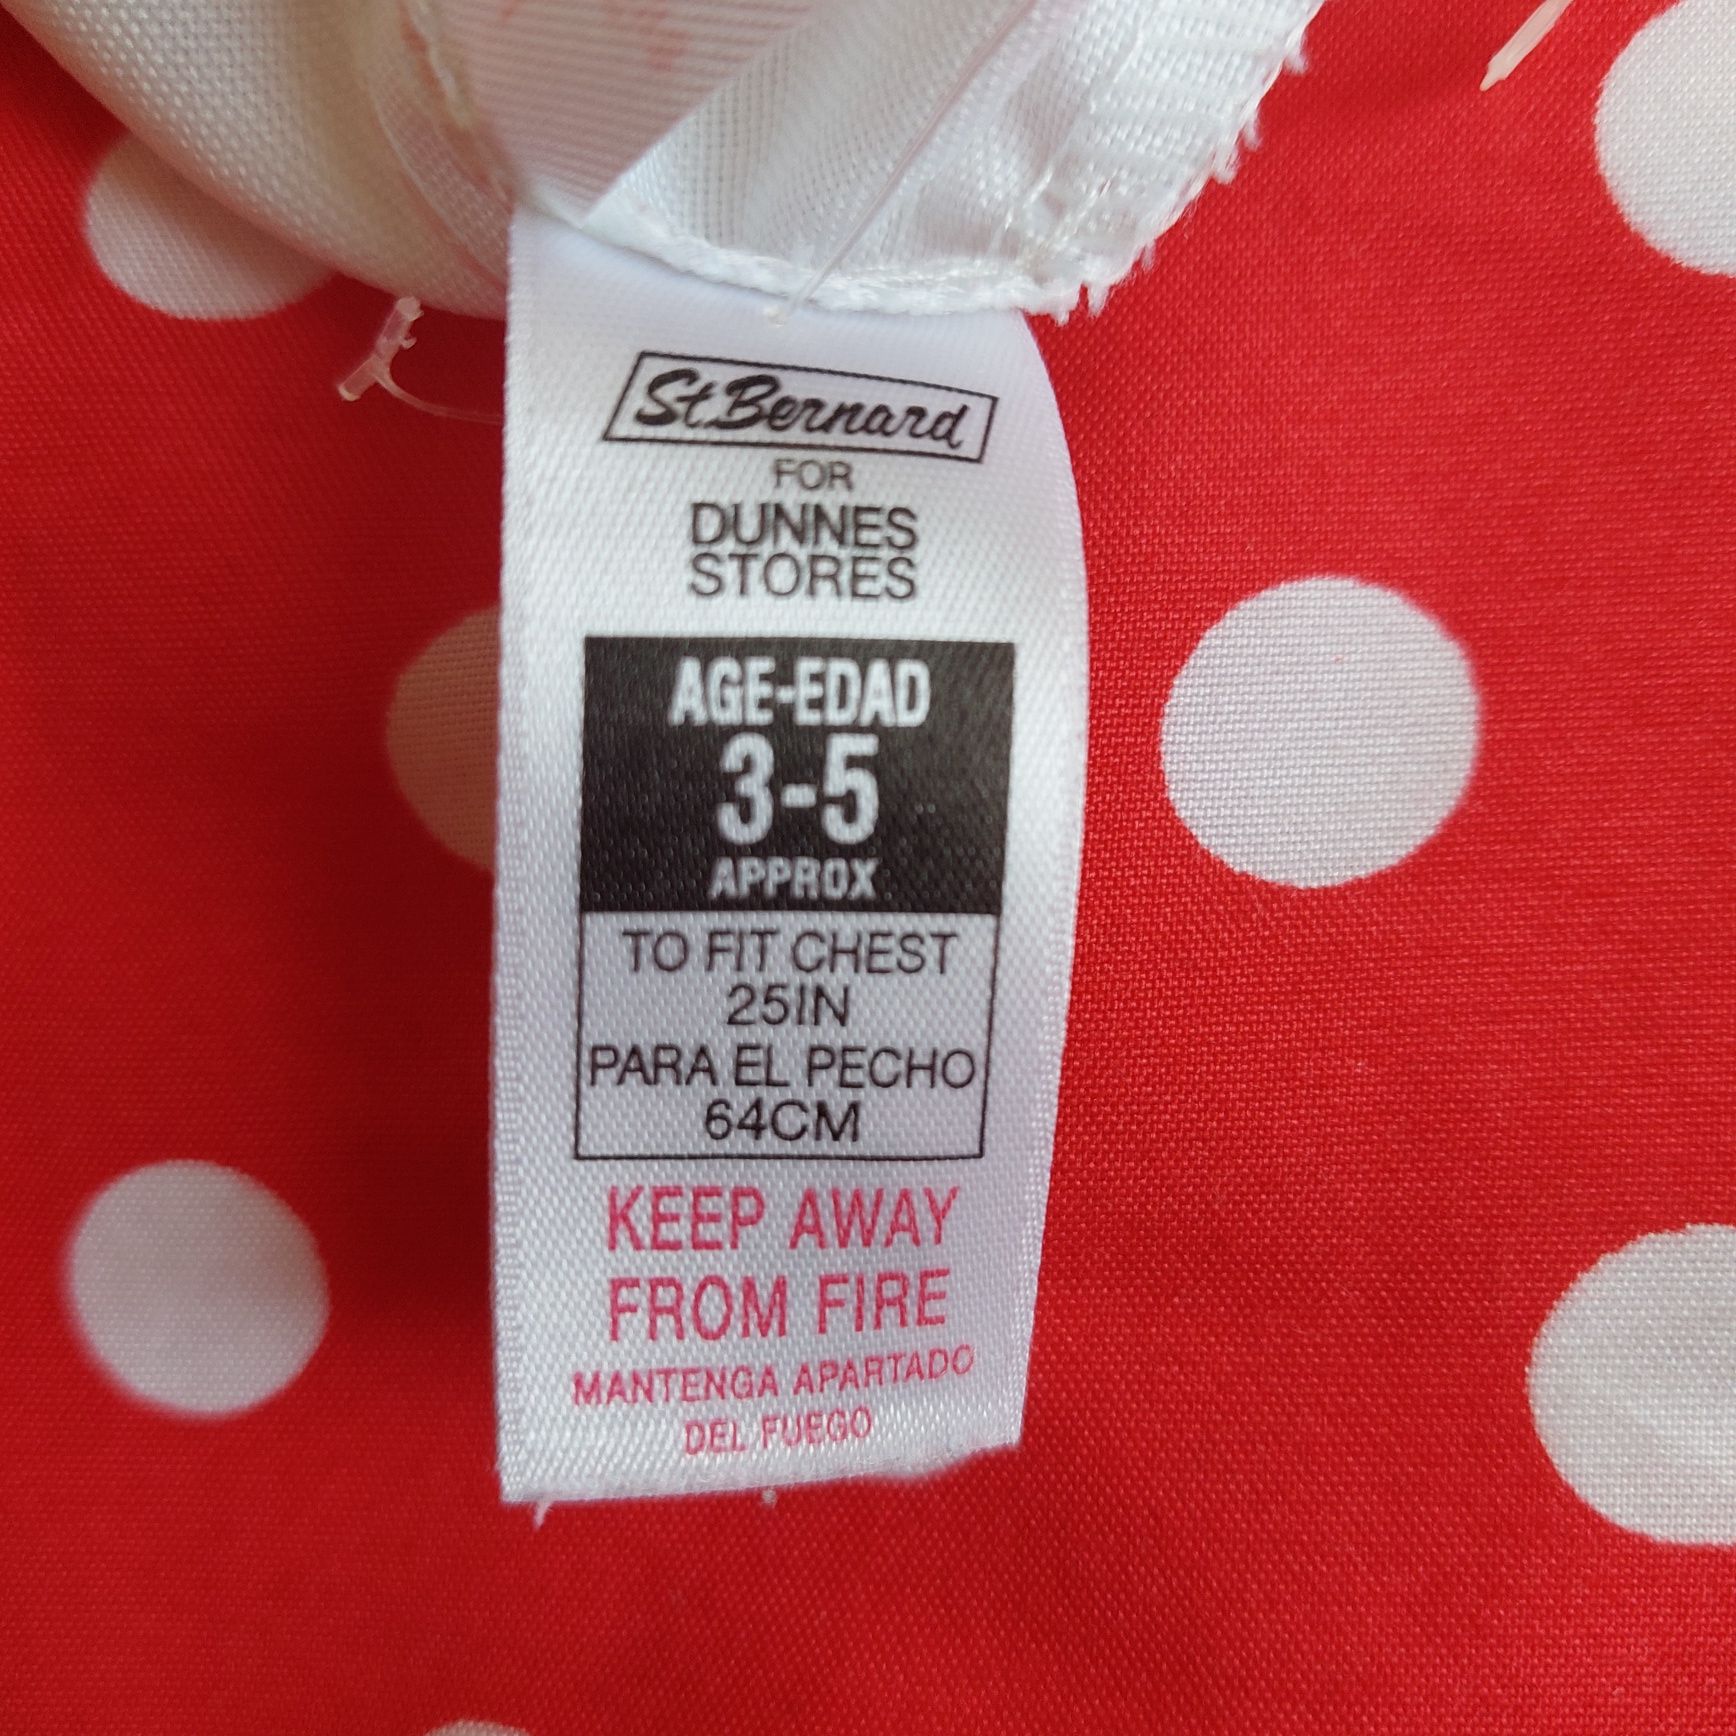 St.Bernard
FOR
DUNNES
STORES
AGE-EDAD
3-5
APPROX
TO FIT CHEST
25IN
PARA EL PECHO
64CM
KEEP AWAY
FROM FIRE
MANTENGA APARTADO
DEL FUEGO